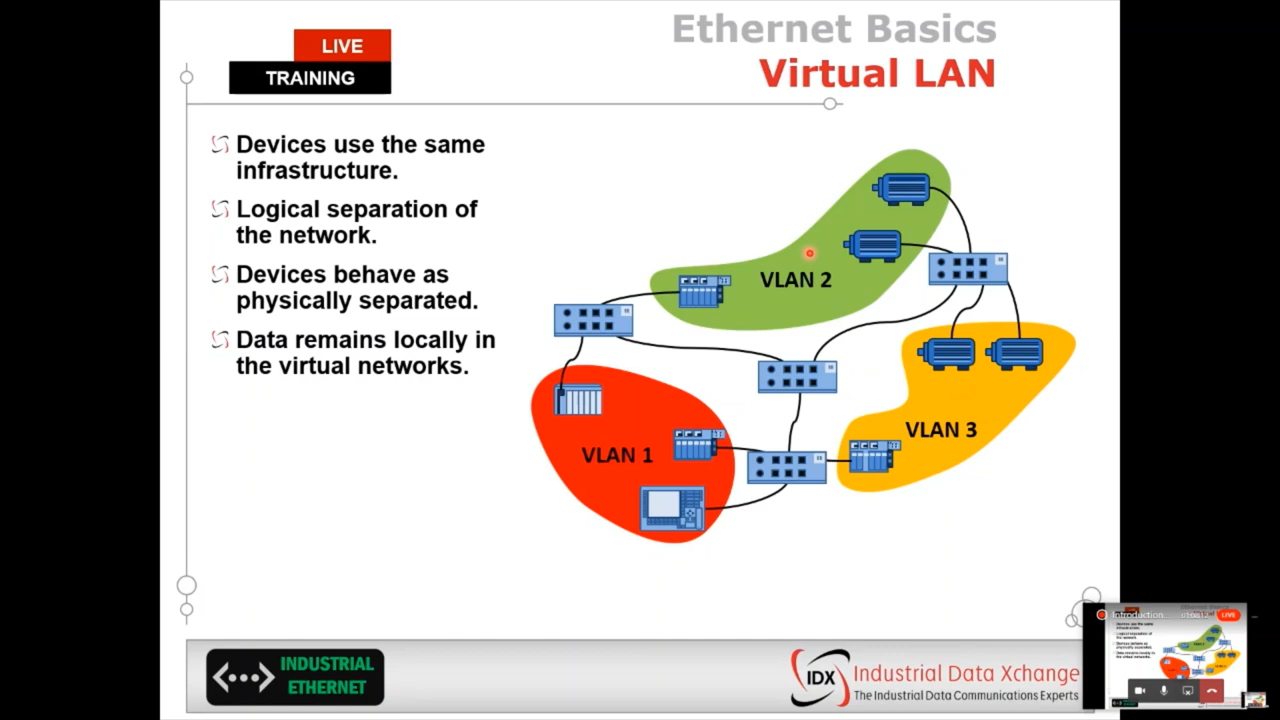 LIVE
TRAINING
Ethernet Basics
Virtual LAN
Devices use the same
infrastructure.
Logical separation of
the network.
Devices behave as
physically separated.
Data remains locally in
the virtual networks.
VLAN 2
VLAN 1
VLAN 3
INDUSTRIAL
ETHERNET
IDX
Industrial Data Xchange
The Industrial Data Communications Experts
Introduction...
LIVE